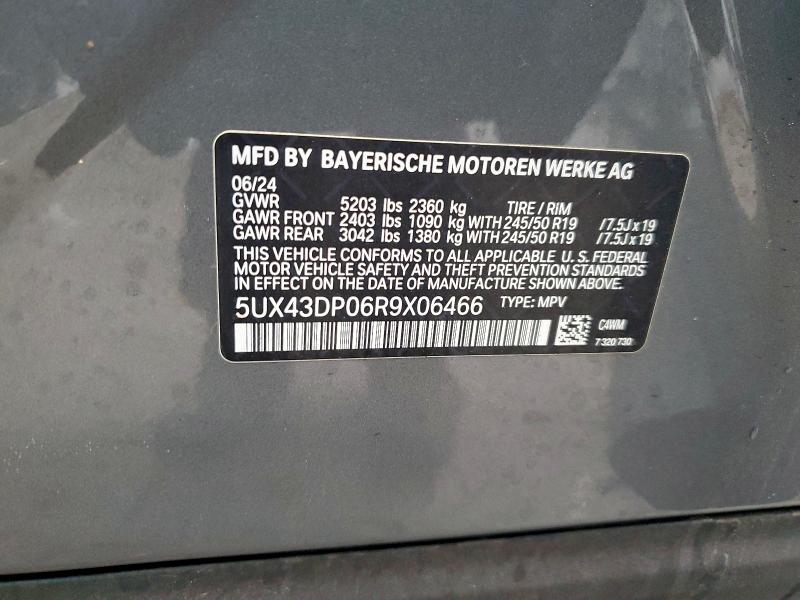 MFD BY BAYERISCHE MOTOREN WERKE AG
06/24
GVWR 5203 lbs 2360 kg TIRE / RIM
GAWR FRONT 2403 lbs 1090 kg WITH 245/50 R19 /7.5J x 19
GAWR REAR 3042 lbs 1380 kg WITH 245/50 R19 /7.5J x 19
THIS VEHICLE CONFORMS TO ALL APPLICABLE U. S. FEDERAL
MOTOR VEHICLE SAFETY AND THEFT PREVENTION STANDARDS
IN EFFECT ON THE DATE OF MANUFACTURE SHOWN ABOVE.
5UX43DP06R9X06466 TYPE: MPV
C4WM
7 320 730